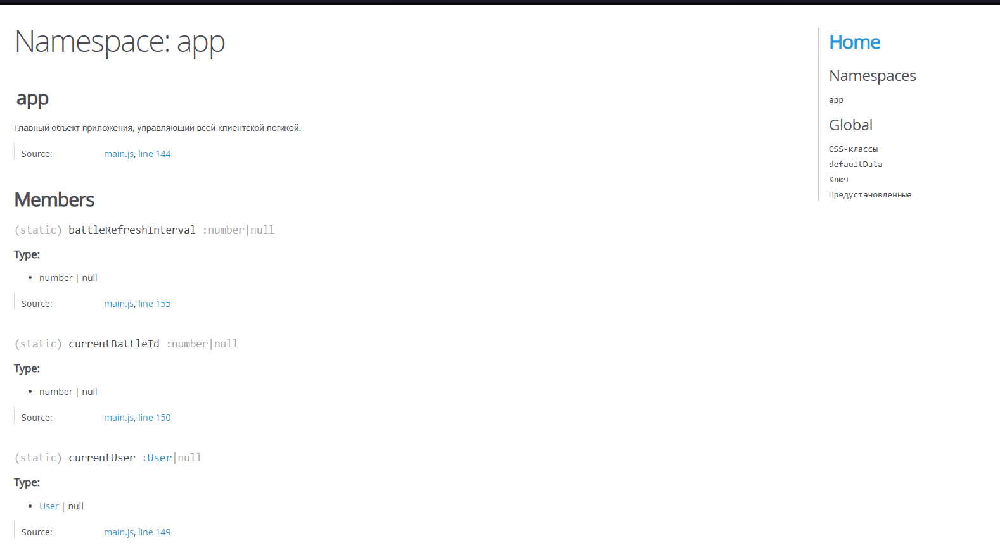 Namespace: app
app
Главный объект приложения, управляющий всей клиентской логикой.
Source: main.js, line 144
Members
(static) battleRefreshInterval :number|null
Type:
• number | null
Source: main.js, line 155
(static) currentBattleId :number|null
Type:
• number | null
Source: main.js, line 150
(static) currentUser :User|null
Type:
• User | null
Source: main.js, line 149
Home
Namespaces
app
Global
CSS-классы
defaultData
Ключ
Предустановленные